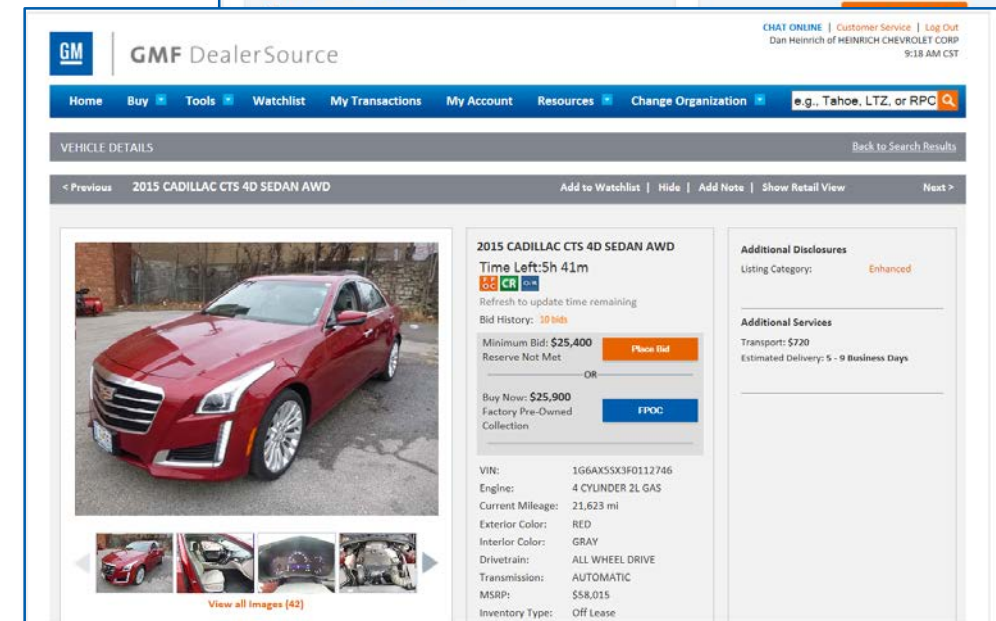 CHAT ONLINE | Customer Service | Log Out
Dan Heinrich of HEINRICH CHEVROLET CORP
9:18 AM CST
GM
GMF DealerSource
Home Buy Tools Watchlist My Transactions My Account Resources Change Organization e.g., Tahoe, LTZ, or RPC
VEHICLE DETAILS Back to Search Results
< Previous 2015 CADILLAC CTS 4D SEDAN AWD Add to Watchlist | Hide | Add Note | Show Retail View Next >
2015 CADILLAC CTS 4D SEDAN AWD
Time Left:5h 41m
CR
Refresh to update time remaining
Bid History: 10 bids
Minimum Bid: $25,400
Reserve Not Met
Place Bid
OR
Buy Now: $25,900
Factory Pre-Owned
Collection
FPOC
VIN: 1G6AX5SX3F0112746
Engine: 4 CYLINDER 2L GAS
Current Mileage: 21,623 mi
Exterior Color: RED
Interior Color: GRAY
Drivetrain: ALL WHEEL DRIVE
Transmission: AUTOMATIC
MSRP: $58,015
Inventory Type: Off Lease
Additional Disclosures
Listing Category: Enhanced
Additional Services
Transport: $720
Estimated Delivery: 5 - 9 Business Days
View all Images (42)